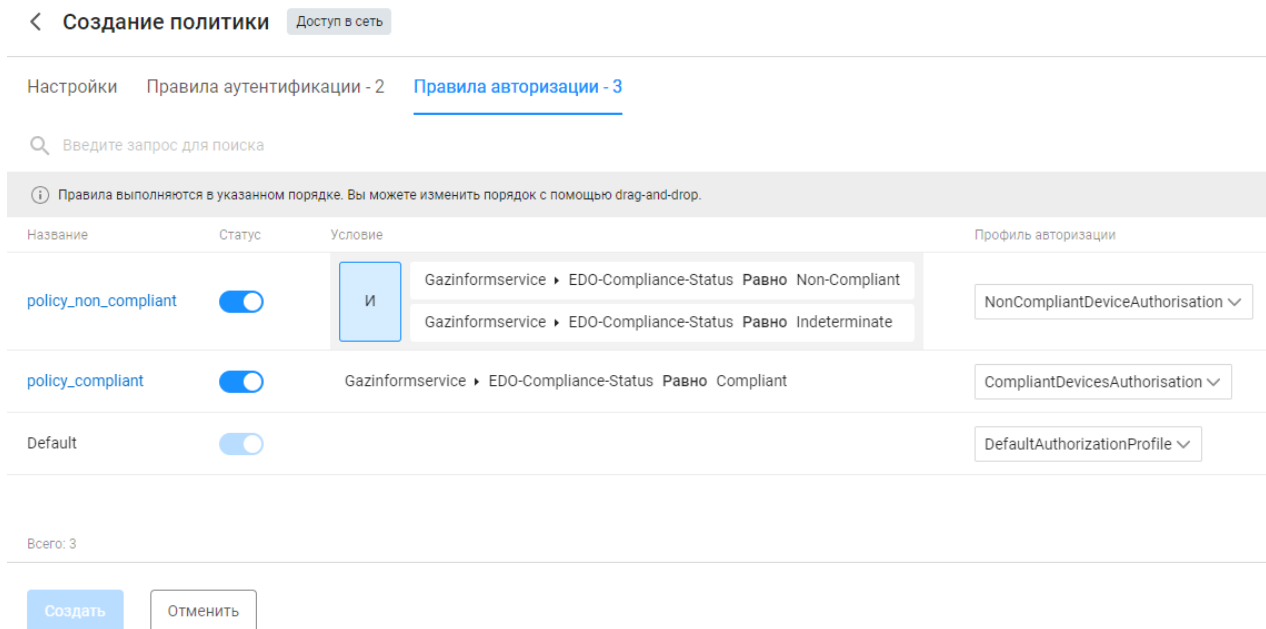 Создание политики Доступ в сеть
Настройки Правила аутентификации - 2 Правила авторизации - 3
Введите запрос для поиска
Правила выполняются в указанном порядке. Вы можете изменить порядок с помощью drag-and-drop.
Название Статус Условие Профиль авторизации
Gazinformservice ▸ EDO-Compliance-Status Равно Non-Compliant
policy_non_compliant И NonCompliantDeviceAuthorisation
Gazinformservice ▸ EDO-Compliance-Status Равно Indeterminate
policy_compliant Gazinformservice ▸ EDO-Compliance-Status Равно Compliant CompliantDevicesAuthorisation
Default DefaultAuthorizationProfile
Всего: 3
Создать Отменить